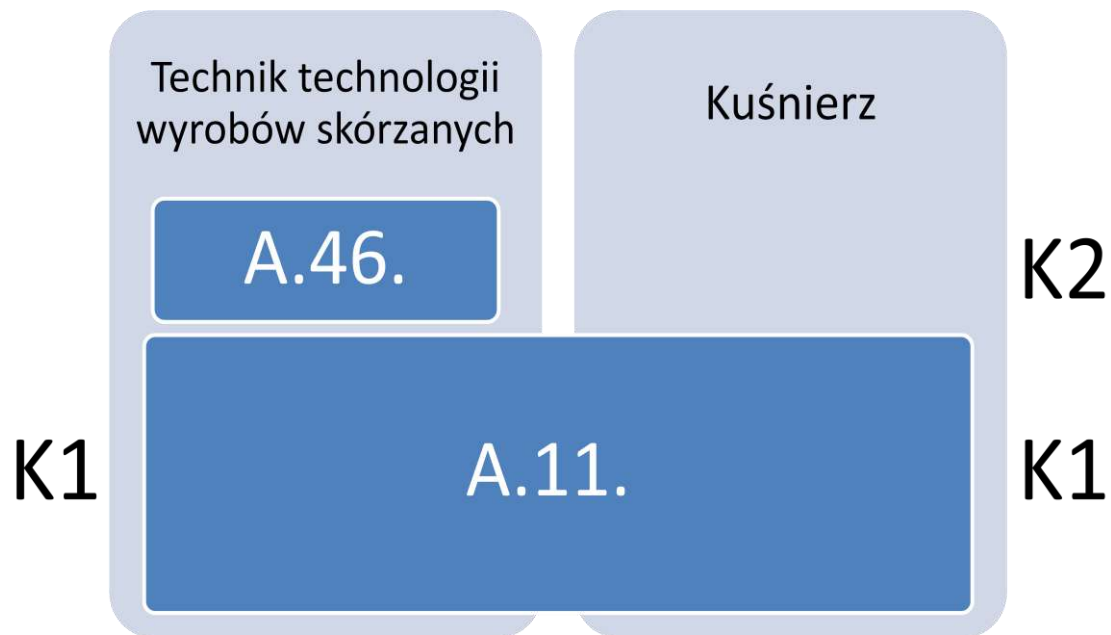 Technik technologii
wyrobów skórzanych
Kuśnierz
A.46.
K2
K1
A.11.
K1